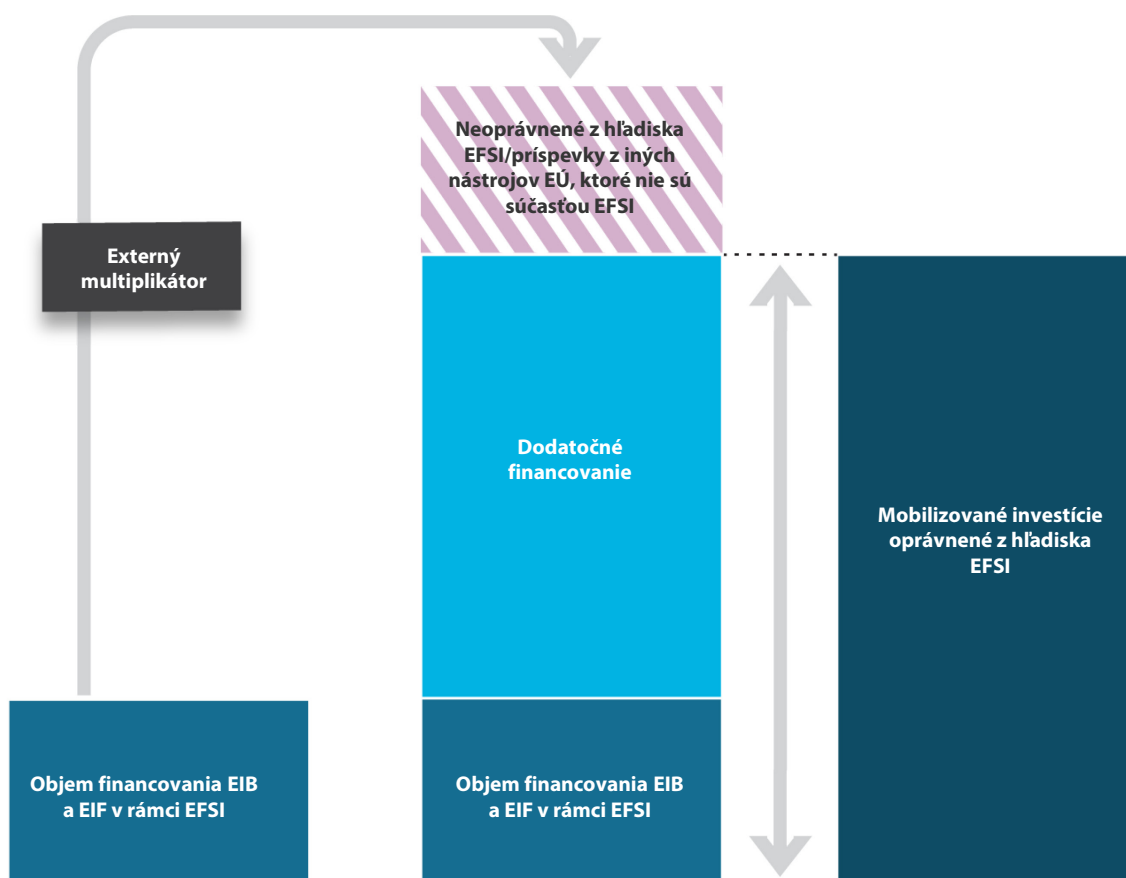 Neoprávnené z hľadiska
EFSI/príspevky z iných
nástrojov EÚ, ktoré nie sú
súčasťou EFSI
Externý
multiplikátor
Dodatočné
financovanie
Mobilizované investície
oprávnené z hľadiska
EFSI
Objem financovania EIB
a EIF v rámci EFSI
Objem financovania EIB
a EIF v rámci EFSI